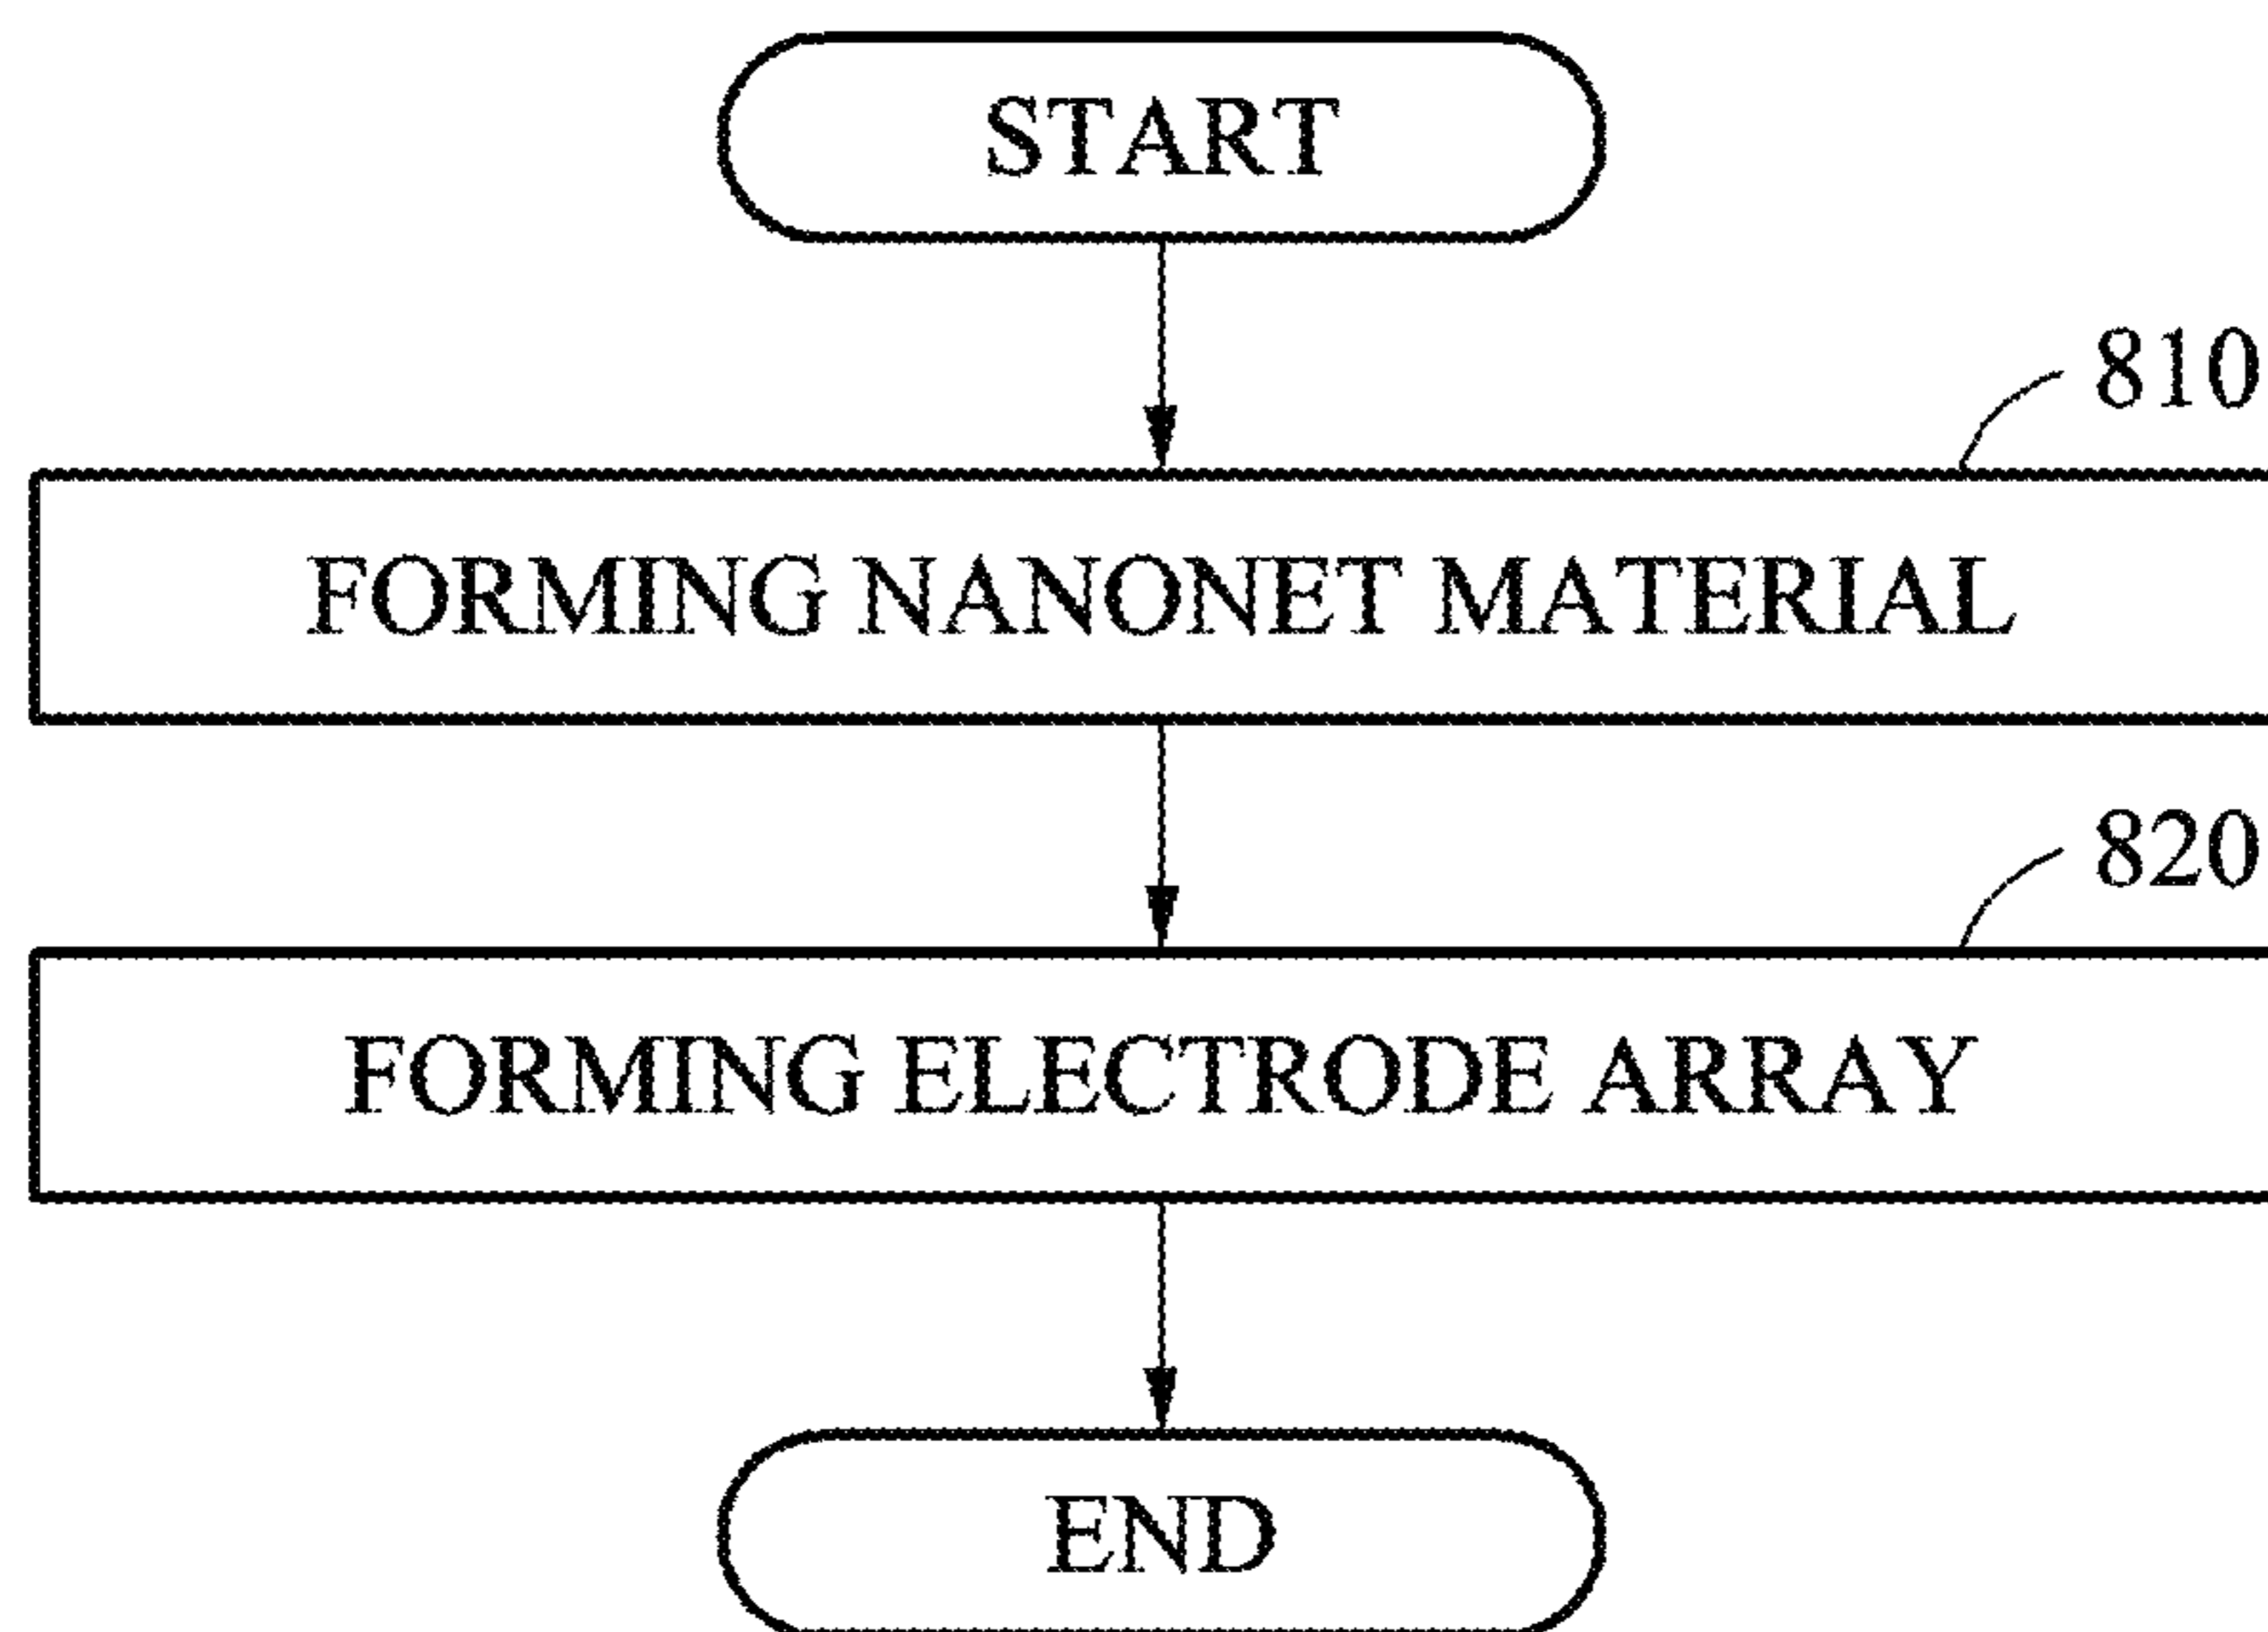 START
810
FORMING NANONET MATERIAL
820
FORMING ELECTRODE ARRAY
END